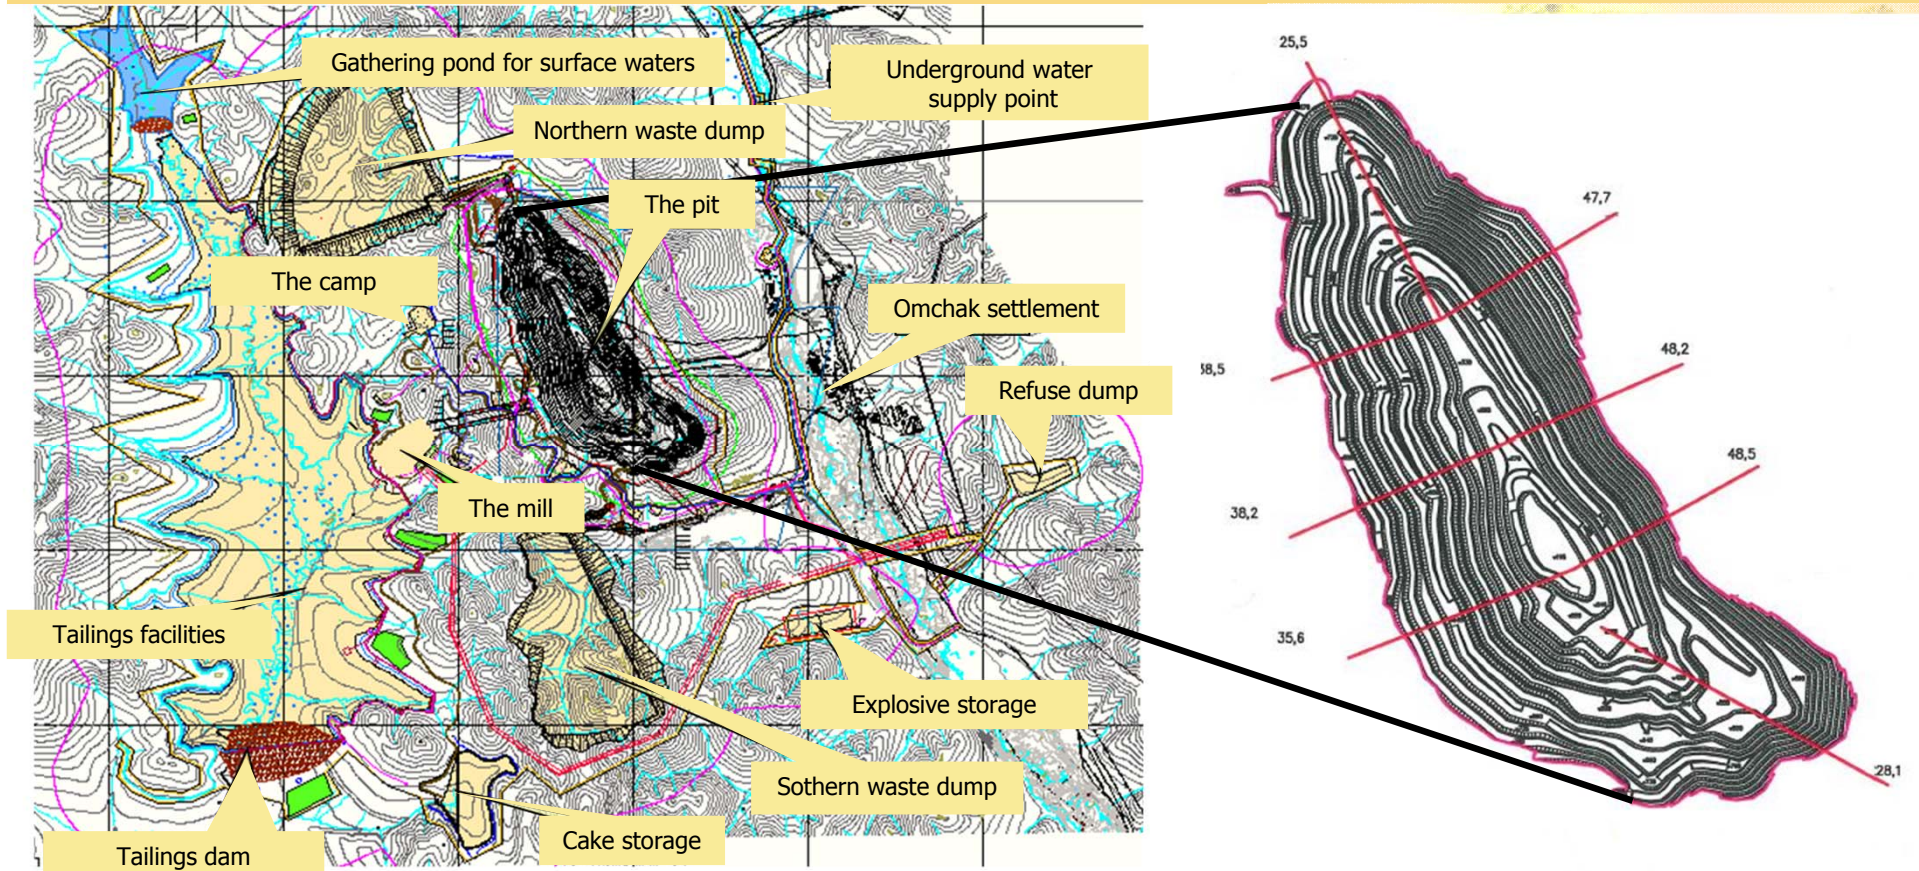 Gathering pond for surface waters
Underground water
supply point
Northern waste dump
The pit
The camp
Omchak settlement
Refuse dump
The mill
Tailings facilities
Explosive storage
Sothern waste dump
Cake storage
Tailings dam
25,5
47,7
48,2
38,5
48,5
38,2
35,6
28,1